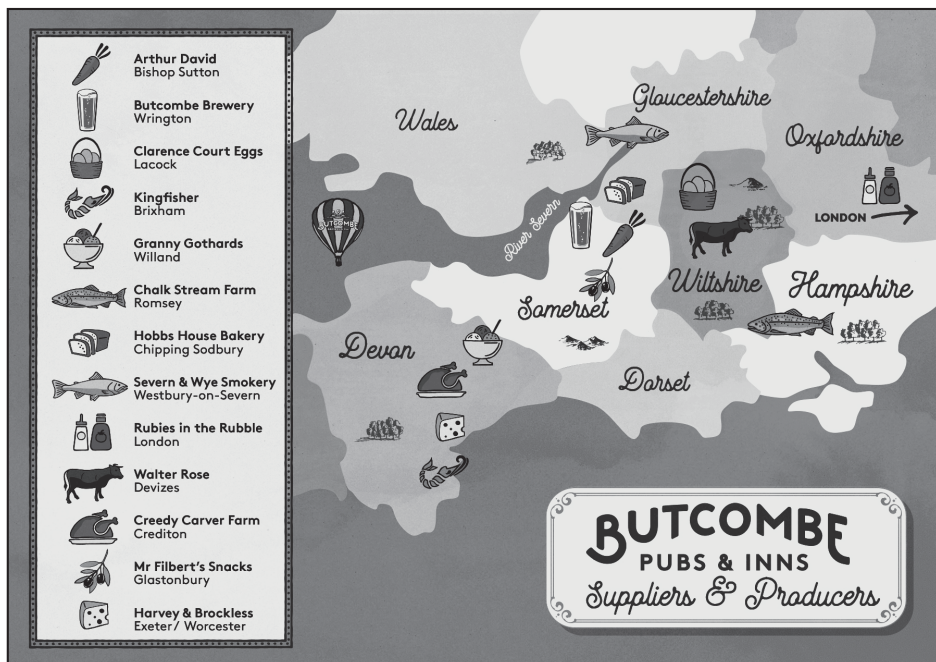 Arthur David
Bishop Sutton
Butcombe Brewery
Wrington
Clarence Court Eggs
Lacock
Kingfisher
Brixham
Granny Gothards
Willand
Chalk Stream Farm
Romsey
Hobbs House Bakery
Chipping Sodbury
Severn & Wye Smokery
Westbury-on-Severn
Rubies in the Rubble
London
Walter Rose
Devizes
Creedy Carver Farm
Crediton
Mr Filbert's Snacks
Glastonbury
Harvey & Brockless
Exeter / Worcester
Wales
Gloucestershire
Oxfordshire
LONDON
BUTCOMBE
River Severn
Somerset
Wiltshire
Hampshire
Devon
Dorset
BUTCOMBE
PUBS & INNS
Suppliers & Producers